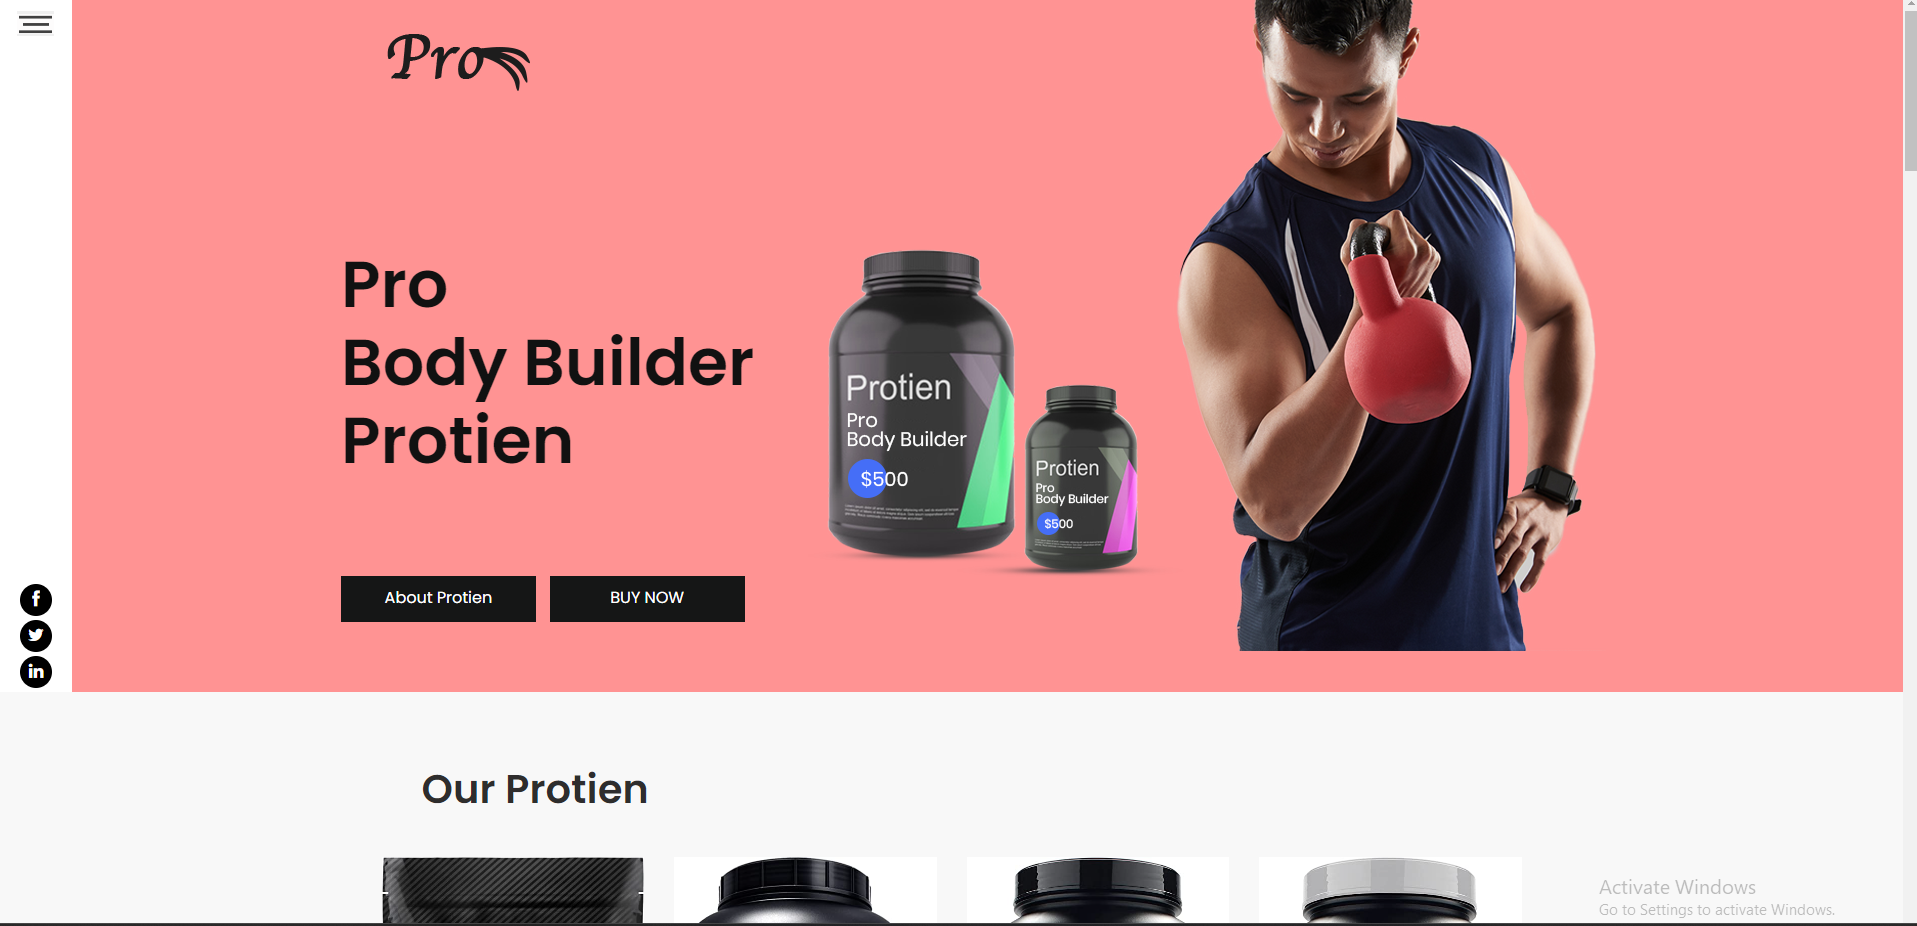 Pro
Pro
Body Builder
Protien
Protien
Pro
Body Builder
$500
Protien
Pro
Body Builder
$500
About Protien
BUY NOW
Our Protien
Activate Windows
Go to Settings to activate Windows.